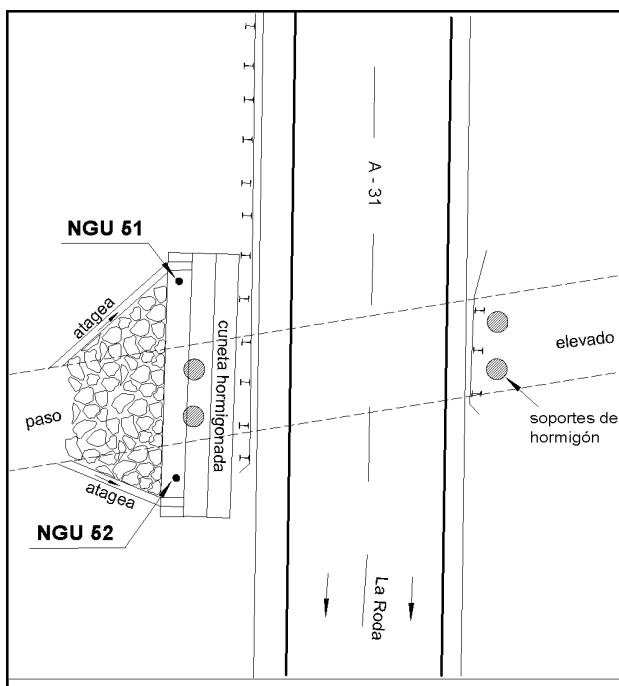 A - 31
NGU 51
atagea
cuneta hormigonada
elevado
paso
soportes de
hormigón
atagea
NGU 52
La Roda